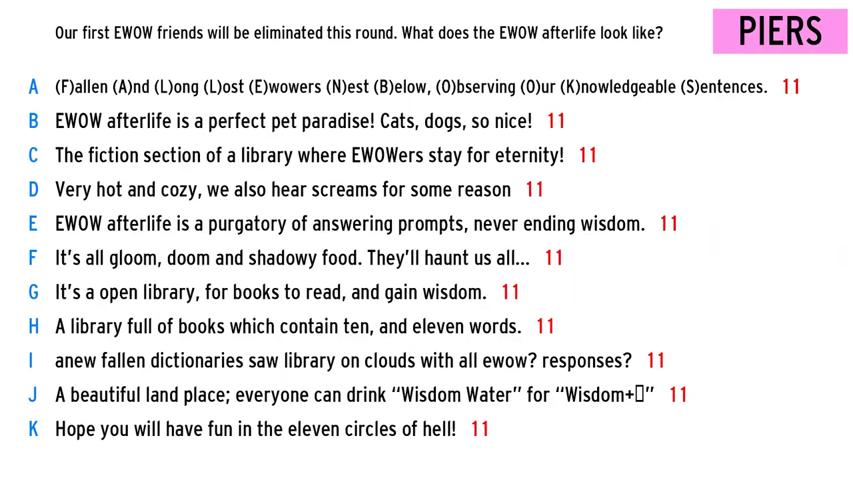 Our first EWOW friends will be eliminated this round. What does the EWOW afterlife look like?
PIERS
A (F)allen (A)nd (L)ong (L)ost (E)wowers (N)est (B)elow, (O)bserving (O)ur (K)nowledgeable (S)entences. 11
B EWOW afterlife is a perfect pet paradise! Cats, dogs, so nice! 11
C The fiction section of a library where EWOWers stay for eternity! 11
D Very hot and cozy, we also hear screams for some reason 11
E EWOW afterlife is a purgatory of answering prompts, never ending wisdom. 11
F It's all gloom, doom and shadowy food. They'll haunt us all... 11
G It's a open library, for books to read, and gain wisdom. 11
H A library full of books which contain ten, and eleven words. 11
I anew fallen dictionaries saw library on clouds with all ewow? responses? 11
J A beautiful land place; everyone can drink “Wisdom Water” for “Wisdom+▯” 11
K Hope you will have fun in the eleven circles of hell! 11